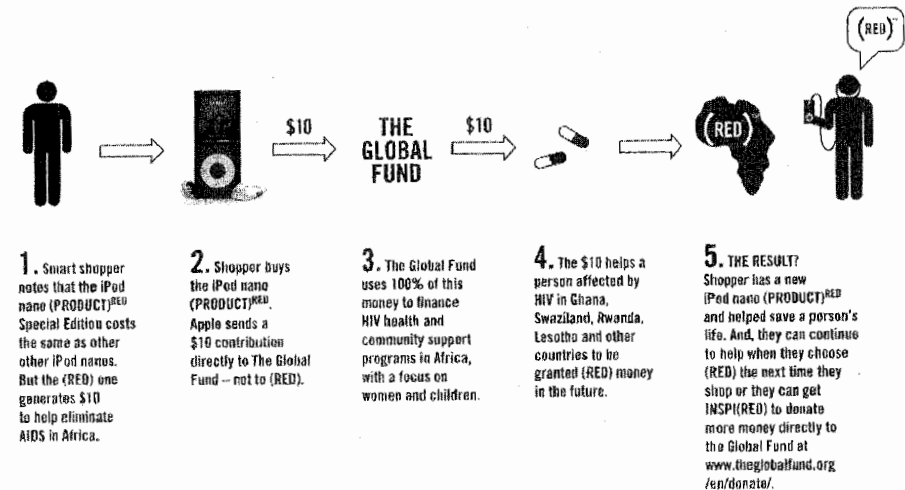 (RED)™
$10
THE
GLOBAL
FUND
$10
(RED)
1. Smart shopper
notes that the iPod
nano (PRODUCT)RED
Special Edition costs
the same as other
other iPod nanos.
But the (RED) one
generates $10
to help eliminate
AIDS in Africa.
2. Shopper buys
the iPod nano
(PRODUCT)RED.
Apple sends a
$10 contribution
directly to The Global
Fund – not to (RED).
3. The Global Fund
uses 100% of this
money to finance
HIV health and
community support
programs in Africa,
with a focus on
women and children.
4. The $10 helps a
person affected by
HIV in Ghana,
Swaziland, Rwanda,
Lesotho and other
countries to be
granted (RED) money
in the future.
5. THE RESULT?
Shopper has a new
iPod nano (PRODUCT)RED
and helped save a person's
life. And, they can continue
to help when they choose
(RED) the next time they
shop or they can get
INSPI(RED) to donate
more money directly to
the Global Fund at
www.theglobalfund.org
/en/donate/.